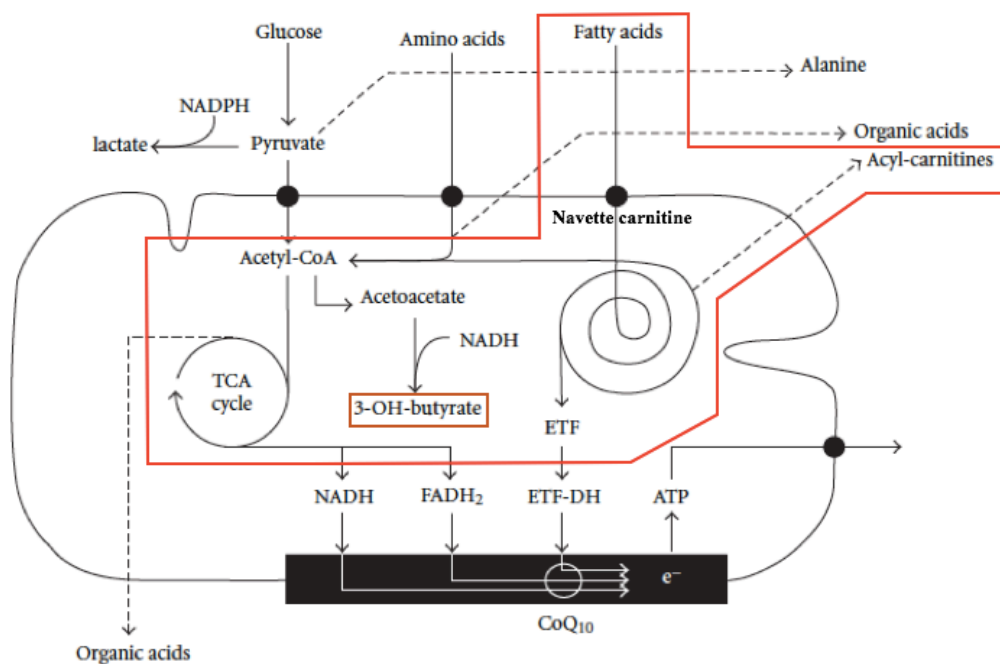 Glucose
Amino acids
Fatty acids
Alanine
NADPH
lactate
Pyruvate
Organic acids
Acyl-carnitines
Navette carnitine
Acetyl-CoA
Acetoacetate
NADH
TCA
cycle
3-OH-butyrate
ETF
NADH
FADH₂
ETF-DH
ATP
e⁻
CoQ₁₀
Organic acids